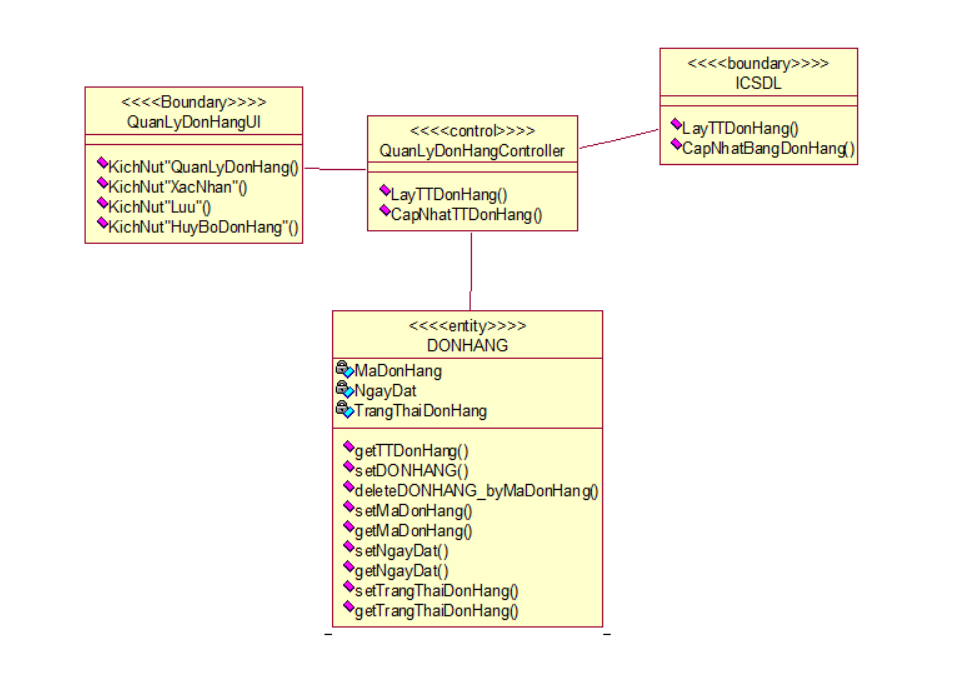 <<<<Boundary>>>>
QuanLyDonHangUI
KichNut"QuanLyDonHang()
KichNut"XacNhan"()
KichNut"Luu"()
KichNut"HuyBoDonHang"()
<<<<control>>>>
QuanLyDonHangController
LayTTDonHang()
CapNhatTTDonHang()
<<<<boundary>>>>
ICSDL
LayTTDonHang()
CapNhatBangDonHang()
<<<<entity>>>>
DONHANG
MaDonHang
NgayDat
TrangThaiDonHang
getTTDonHang()
setDONHANG()
deleteDONHANG_byMaDonHang()
setMaDonHang()
getMaDonHang()
setNgayDat()
getNgayDat()
setTrangThaiDonHang()
getTrangThaiDonHang()